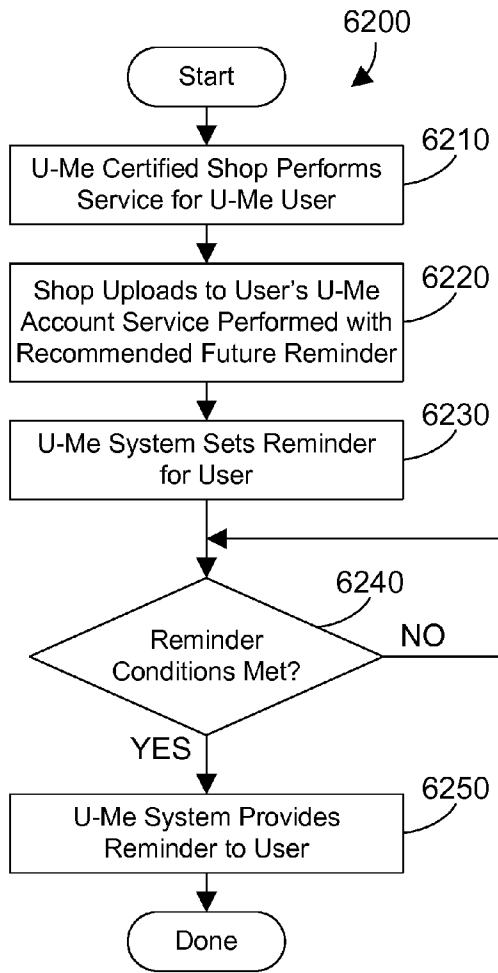 6200
Start
6210
U-Me Certified Shop Performs
Service for U-Me User
6220
Shop Uploads to User's U-Me
Account Service Performed with
Recommended Future Reminder
6230
U-Me System Sets Reminder
for User
6240
Reminder
Conditions Met?
NO
YES
6250
U-Me System Provides
Reminder to User
Done